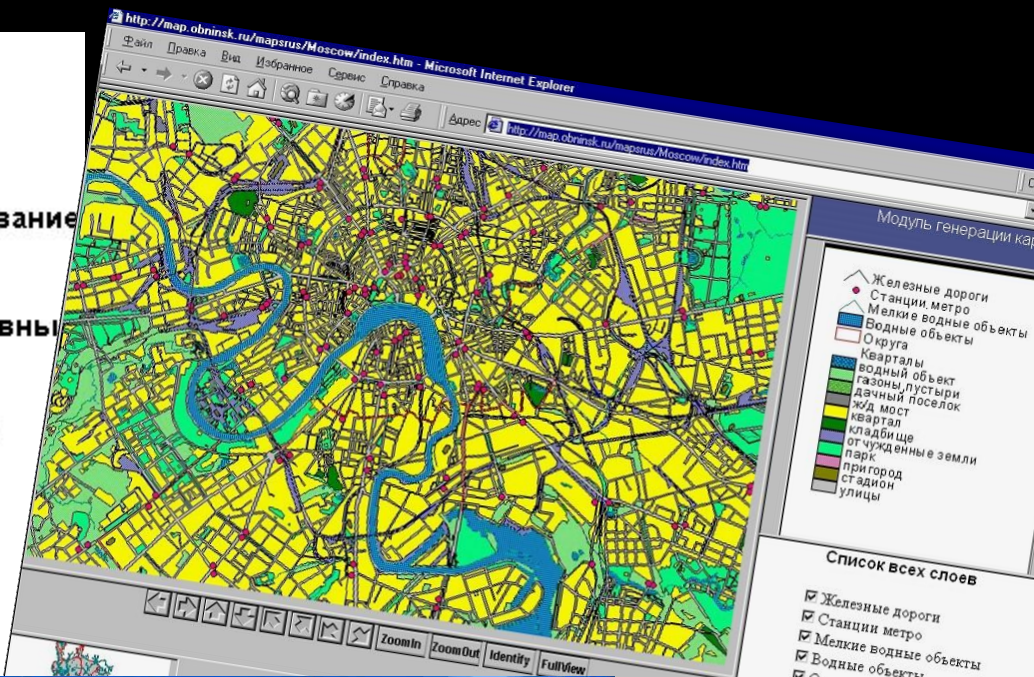 http://map.obninsk.ru/mapsrus/Moscow/index.htm - Microsoft Internet Explorer
Файл Правка Вид Избранное Сервис Справка
Адрес http://map.obninsk.ru/mapsrus/Moscow/index.htm
вание
вны
Модуль генерации кар
Железные дороги
Станции метро
Мелкие водные объекты
Водные объекты
Округа
Кварталы
водный объект
газоны,пустыри
дачный поселок
ж/д мост
квартал
кладбище
отчужденные земли
парк
пригород
стадион
улицы
Список всех слоев
Железные дороги
Станции метро
Мелкие водные объекты
Водные объекты
ZoomIn ZoomOut Identify FullView